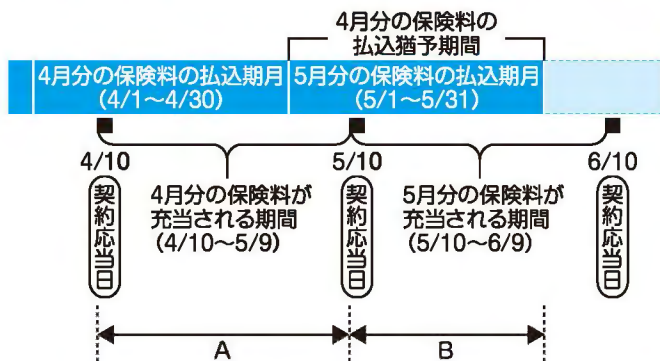 4月分の保険料の
払込猶予期間
4月分の保険料の払込期月
(4/1～4/30)
5月分の保険料の払込期月
(5/1～5/31)
4/10
契約応当日
4月分の保険料が
充当される期間
(4/10～5/9)
5/10
契約応当日
5月分の保険料が
充当される期間
(5/10～6/9)
6/10
契約応当日
A
B